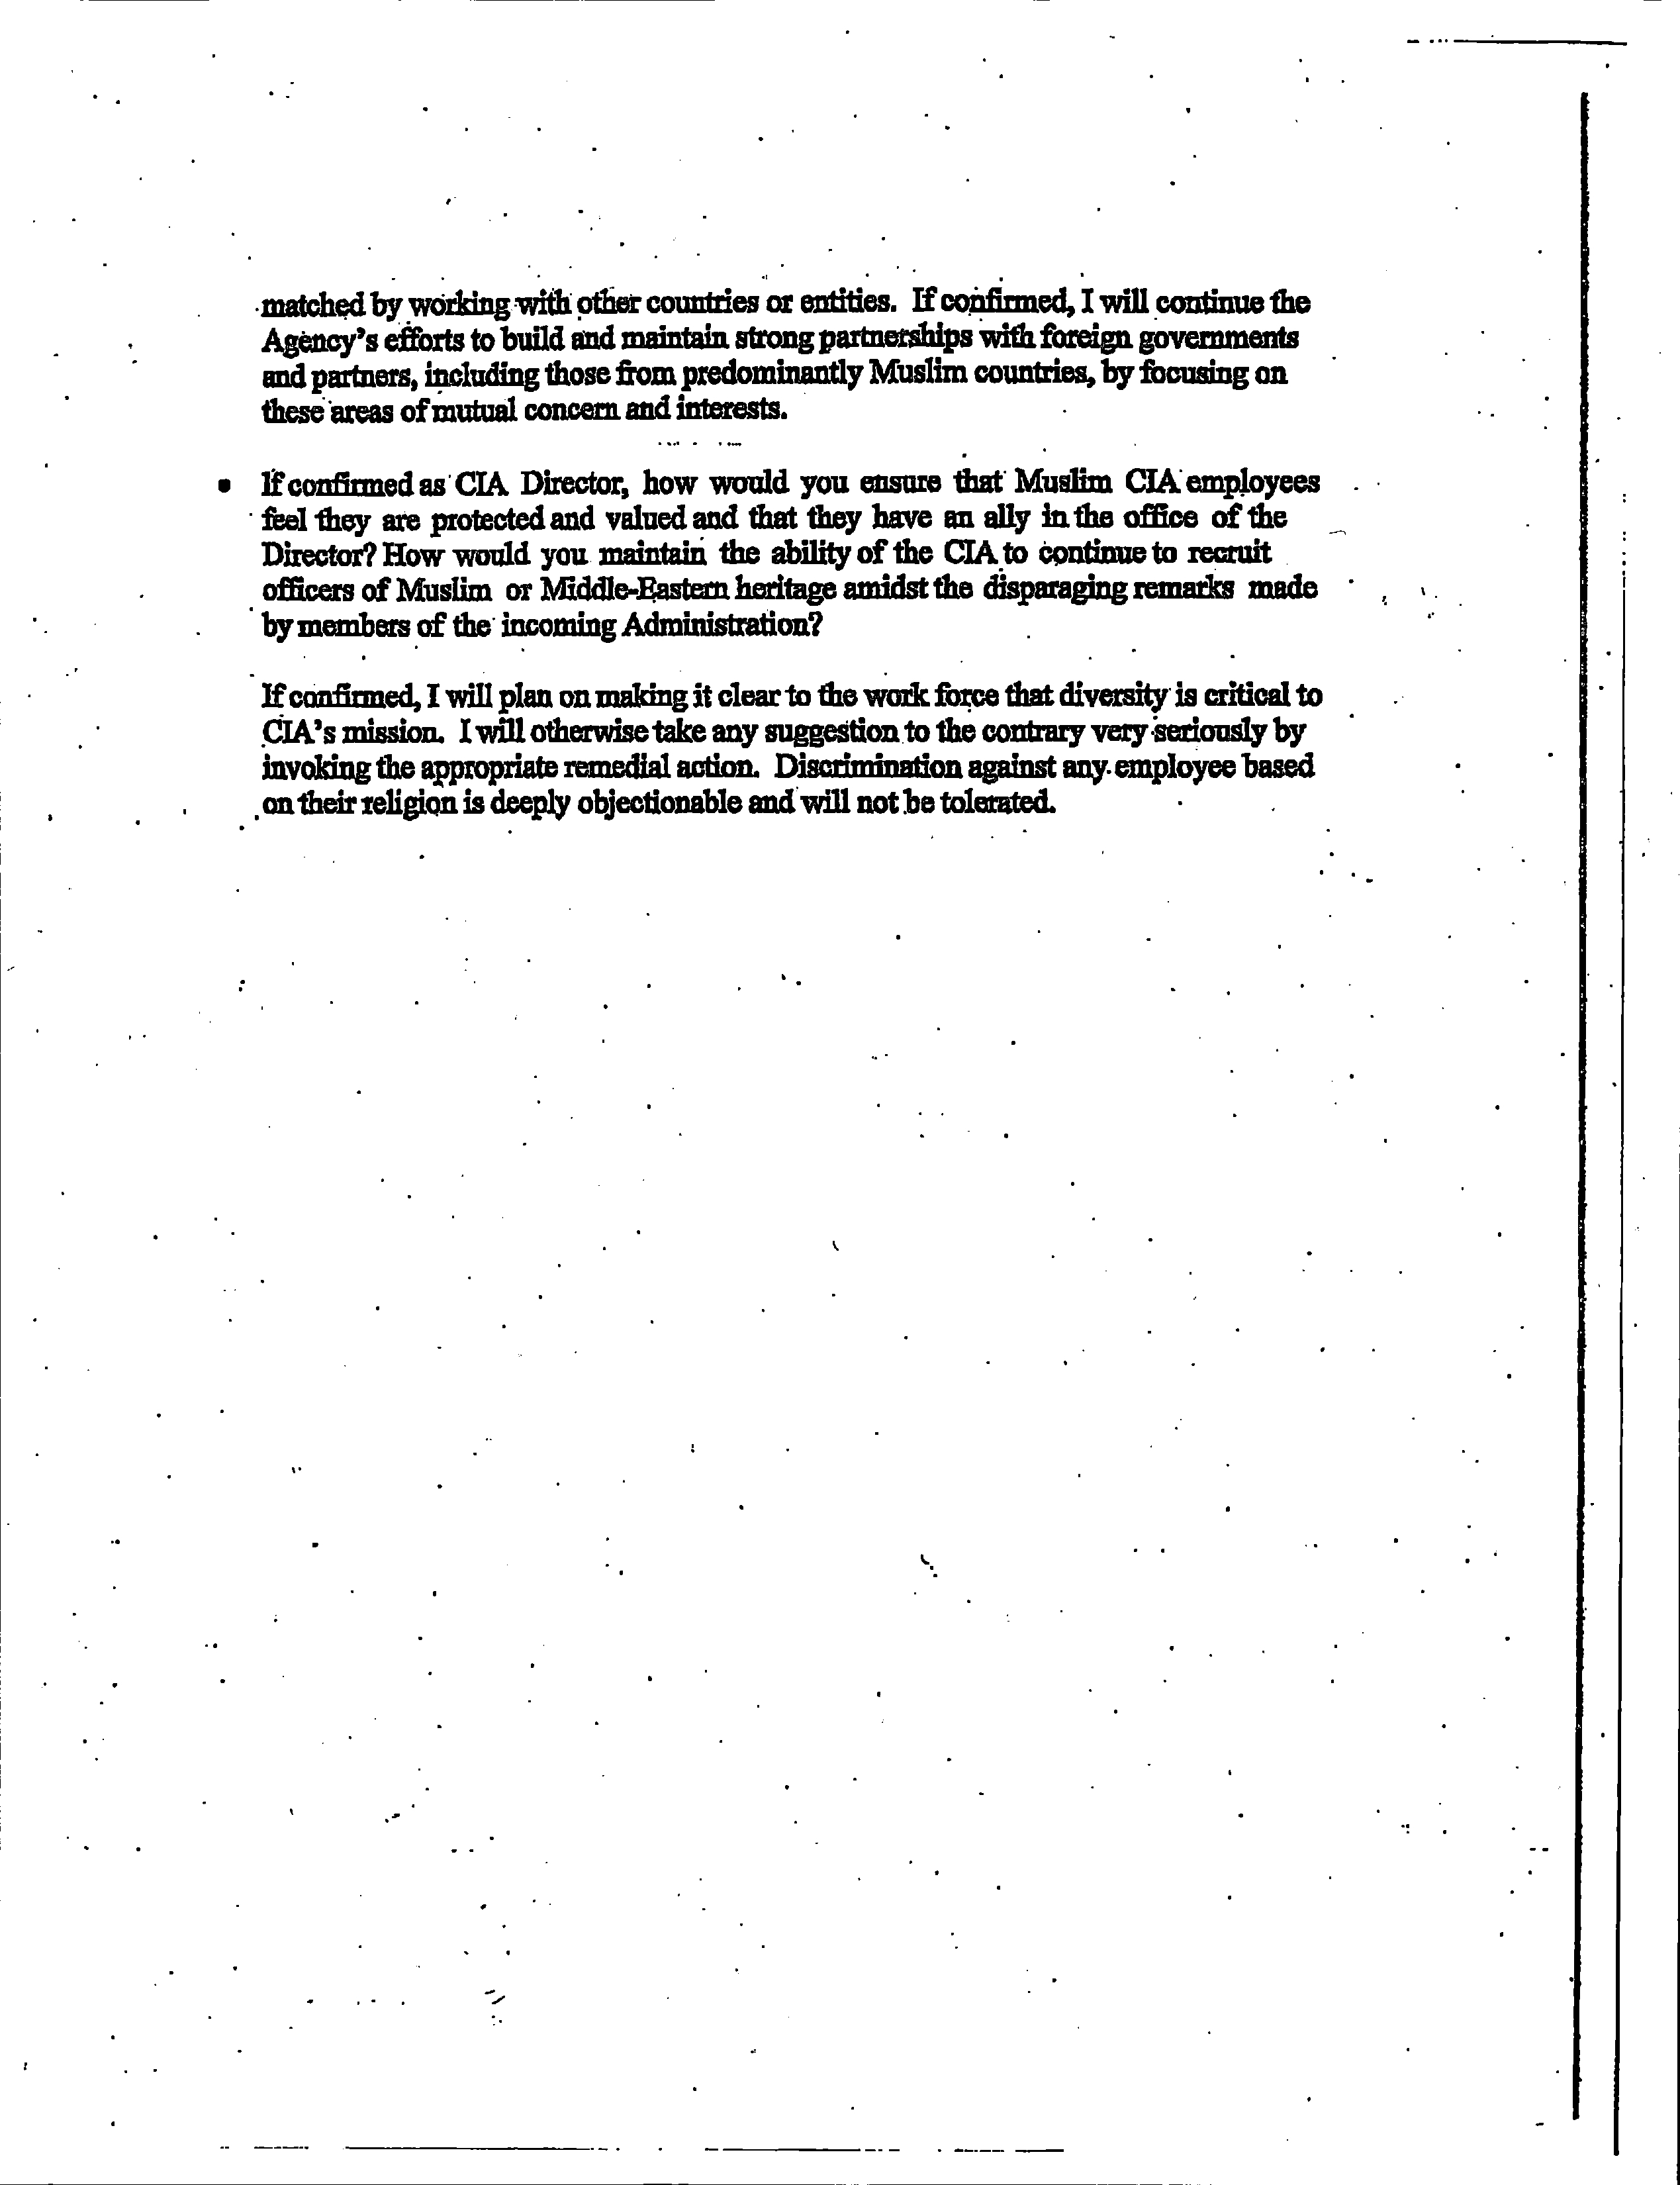 matched by working with other countries or entities. If confirmed, I will continue the
Agency's efforts to build and maintain strong partnerships with foreign governments
and partners, including those from predominantly Muslim countries, by focusing on
these areas of mutual concern and interests.
• If confirmed as CIA Director, how would you ensure that Muslim CIA employees
feel they are protected and valued and that they have an ally in the office of the
Director? How would you maintain the ability of the CIA to continue to recruit
officers of Muslim or Middle-Eastern heritage amidst the disparaging remarks made
by members of the incoming Administration?
If confirmed, I will plan on making it clear to the work force that diversity is critical to
CIA's mission. I will otherwise take any suggestion to the contrary very seriously by
invoking the appropriate remedial action. Discrimination against any employee based
on their religion is deeply objectionable and will not be tolerated.